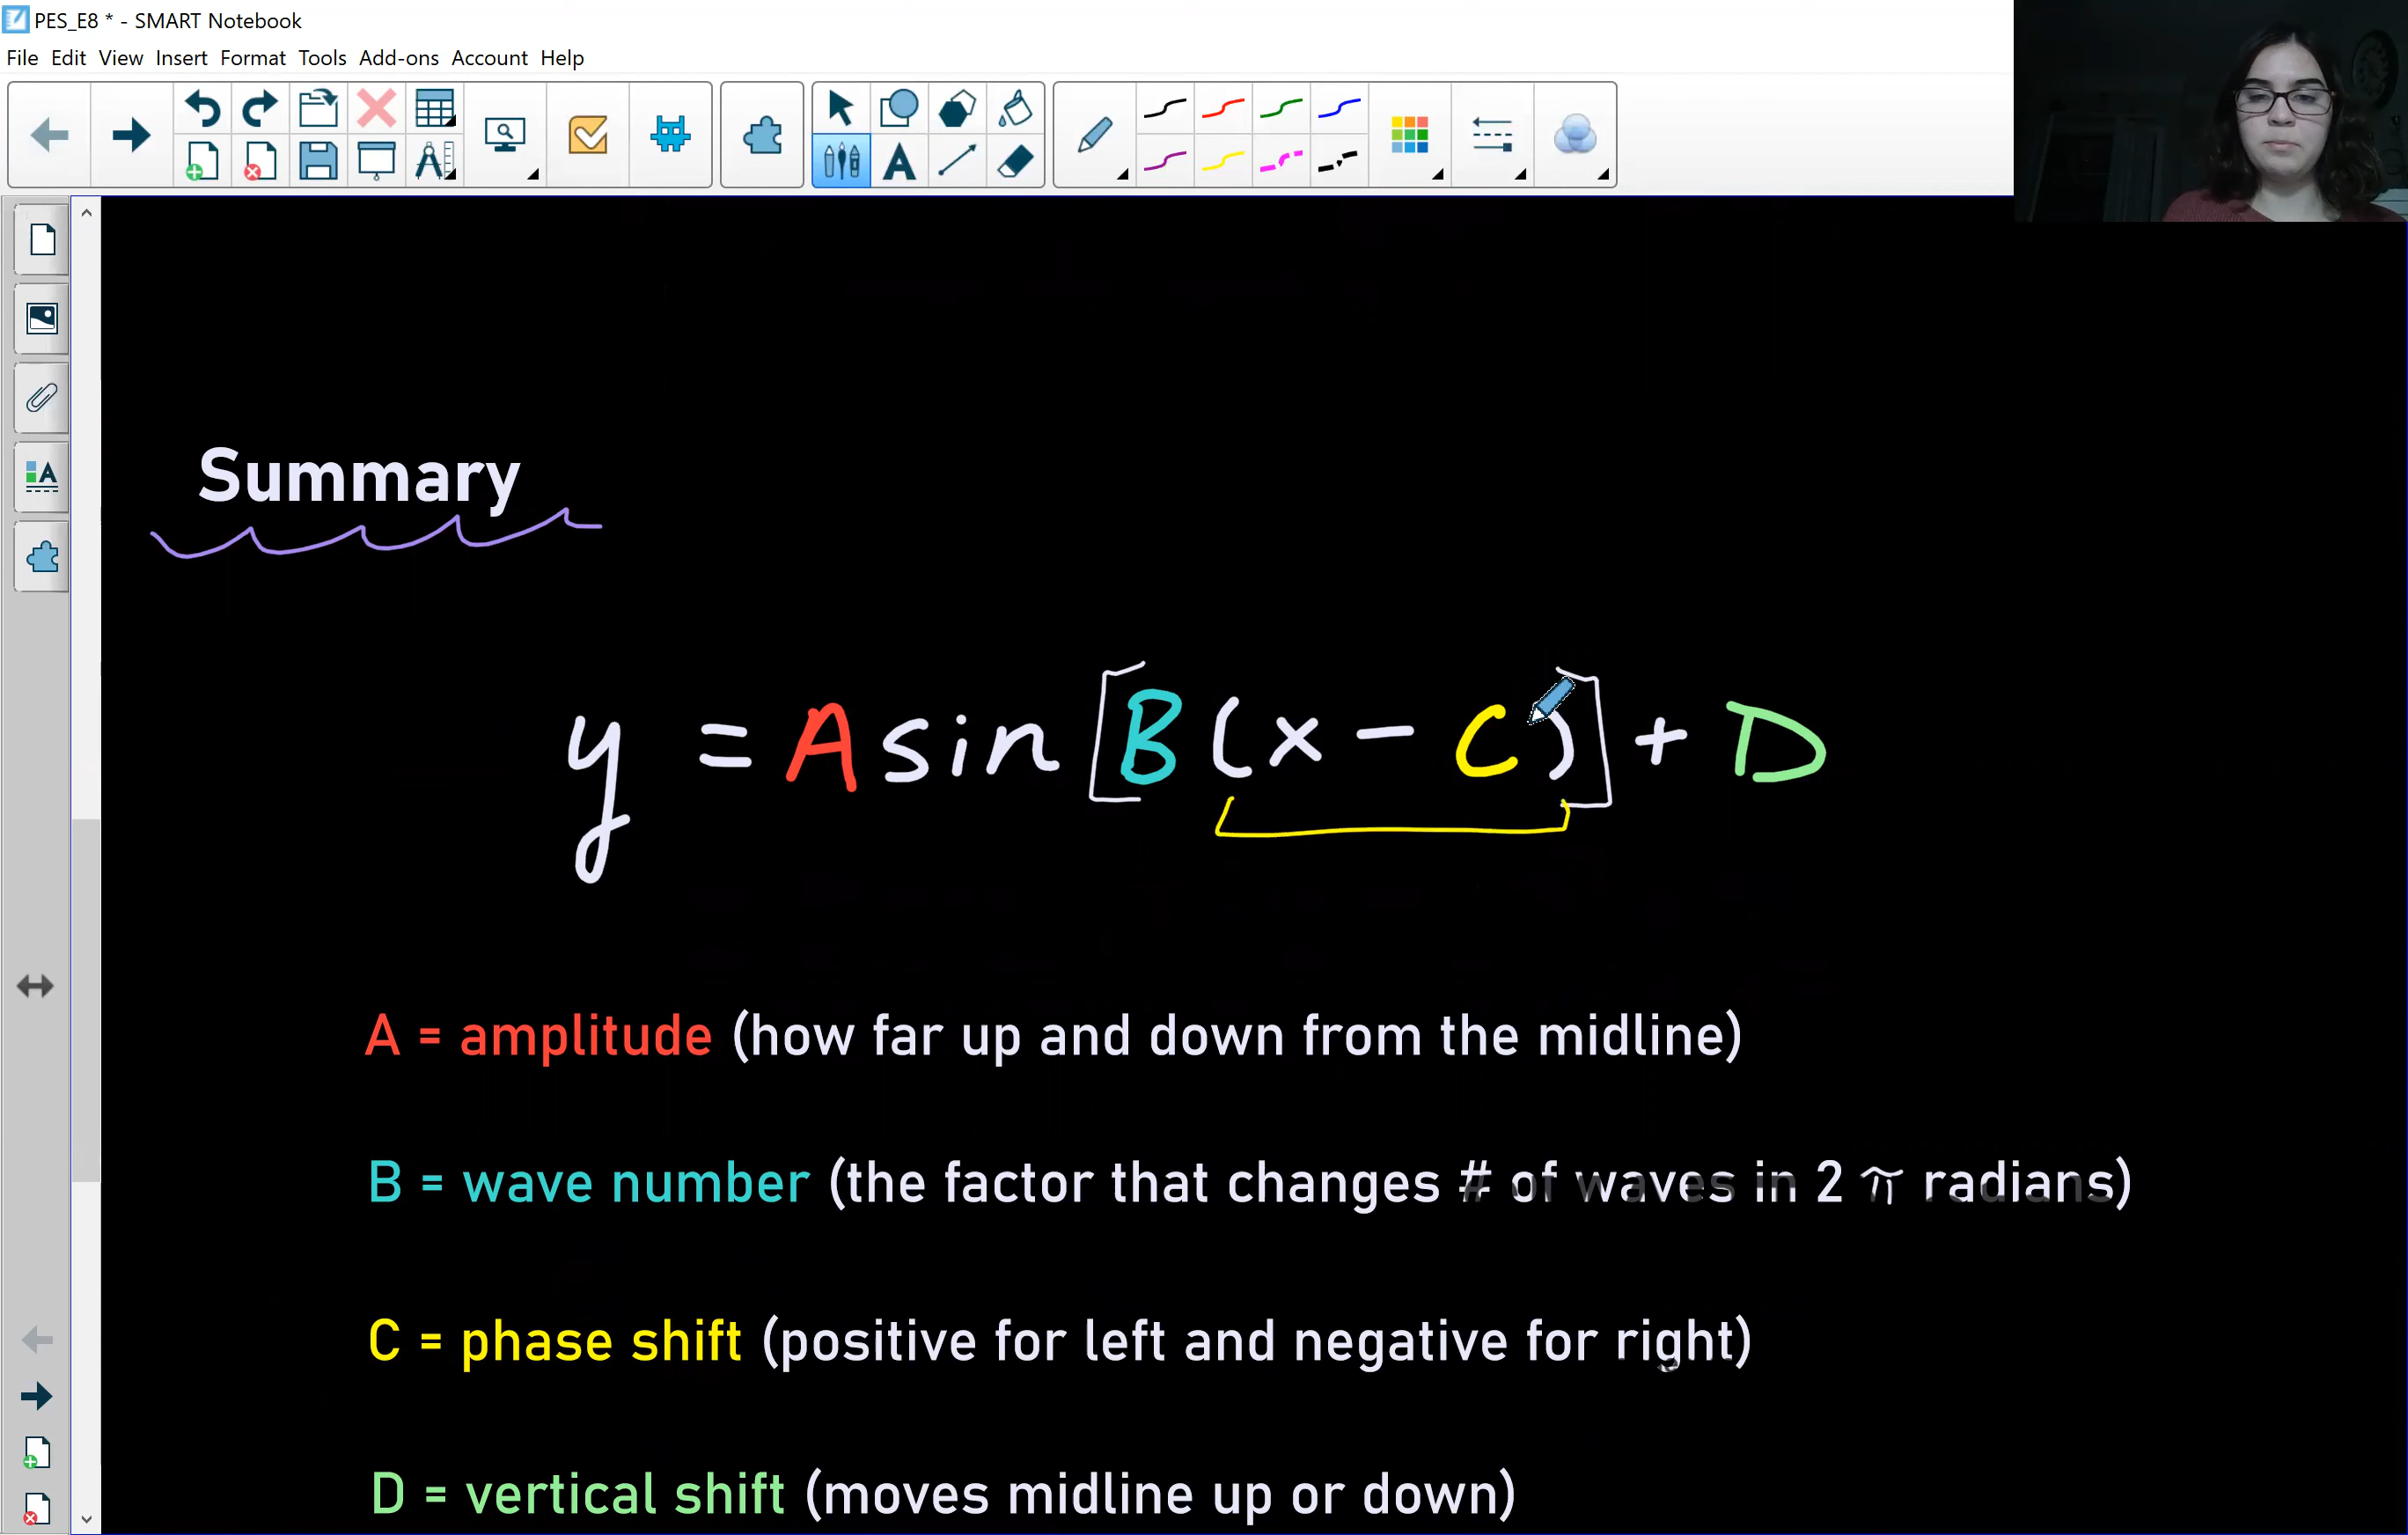 PES_E8 * - SMART Notebook
File Edit View Insert Format Tools Add-ons Account Help
Summary
y = A sin [B (x - C)] + D
A = amplitude (how far up and down from the midline)
B = wave number (the factor that changes # of waves in 2 π radians)
C = phase shift (positive for left and negative for right)
D = vertical shift (moves midline up or down)